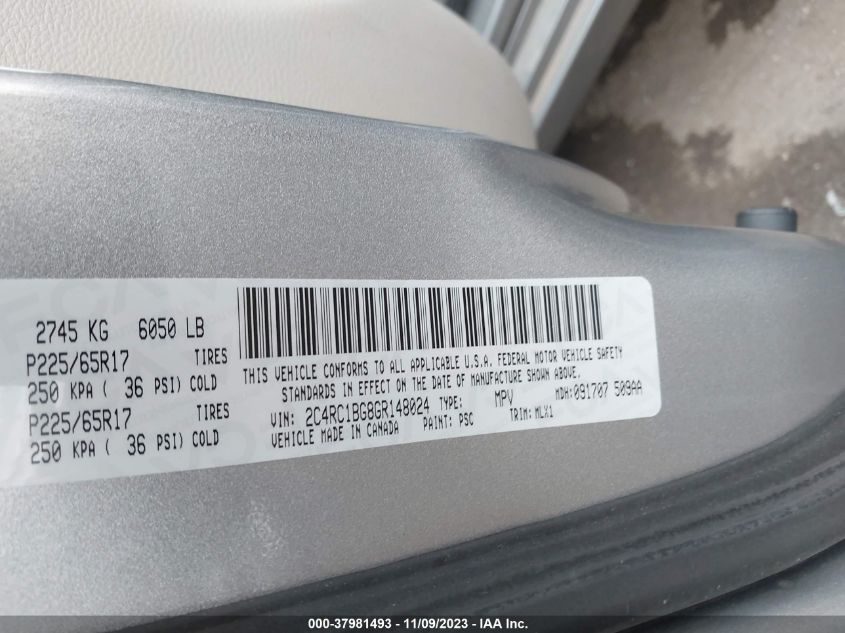 2745 KG 6050 LB
P225/65R17 TIRES
250 KPA ( 36 PSI) COLD
P225/65R17 TIRES
250 KPA ( 36 PSI) COLD
THIS VEHICLE CONFORMS TO ALL APPLICABLE U.S.A. FEDERAL MOTOR VEHICLE SAFETY
STANDARDS IN EFFECT ON THE DATE OF MANUFACTURE SHOWN ABOVE.
VIN: 2C4RC1BG8GR148024 TYPE: MPV MDH:091707 509AA
VEHICLE MADE IN CANADA PAINT: PSC TRIM: MLX1
000-37981493 - 11/09/2023 - IAA Inc.